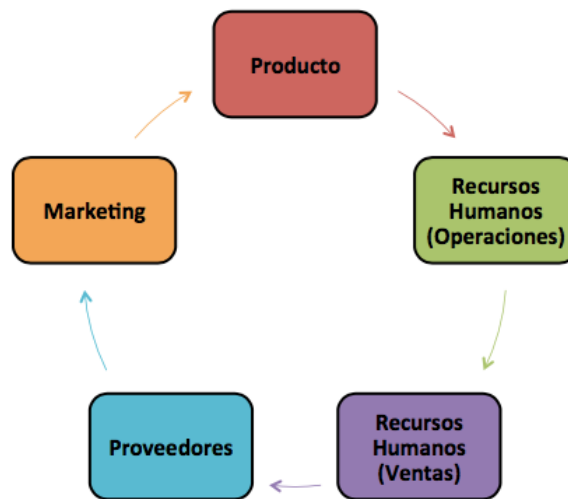 Producto
Recursos
Humanos
(Operaciones)
Recursos
Humanos
(Ventas)
Proveedores
Marketing